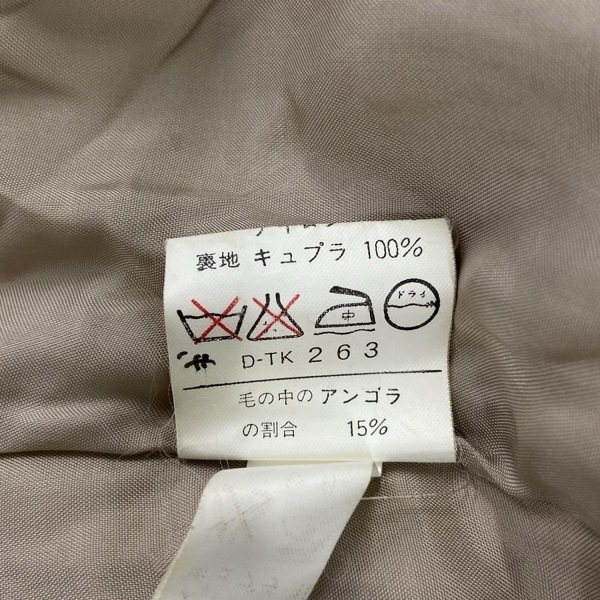 裏地 キュプラ 100%
中 ドライ
D-TK 263
毛の中の アンゴラ
の割合 15%